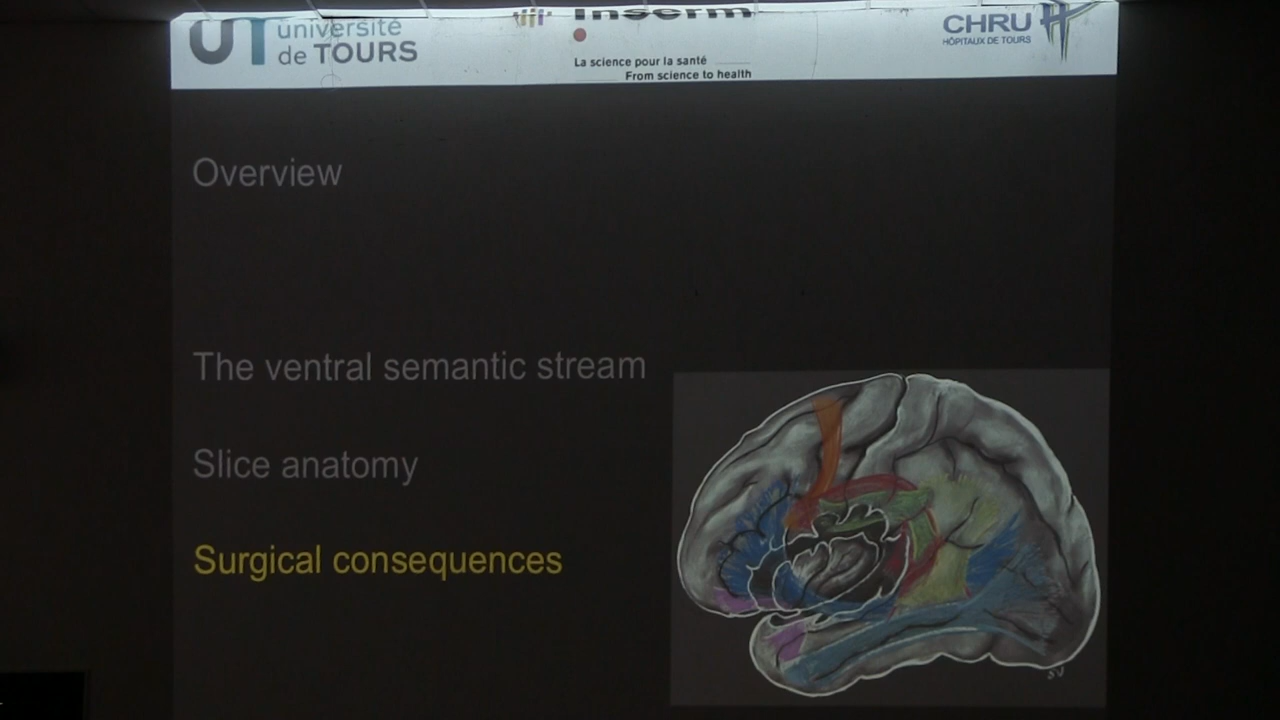 UT université
de TOURS
Inserm
La science pour la santé
From science to health
CHRU
HÔPITAUX DE TOURS
Overview
The ventral semantic stream
Slice anatomy
Surgical consequences
SV